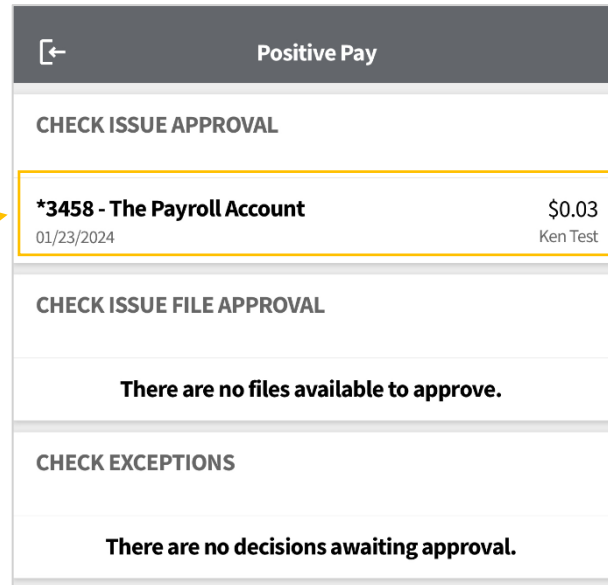 Positive Pay
CHECK ISSUE APPROVAL
*3458 - The Payroll Account $0.03
01/23/2024 Ken Test
CHECK ISSUE FILE APPROVAL
There are no files available to approve.
CHECK EXCEPTIONS
There are no decisions awaiting approval.